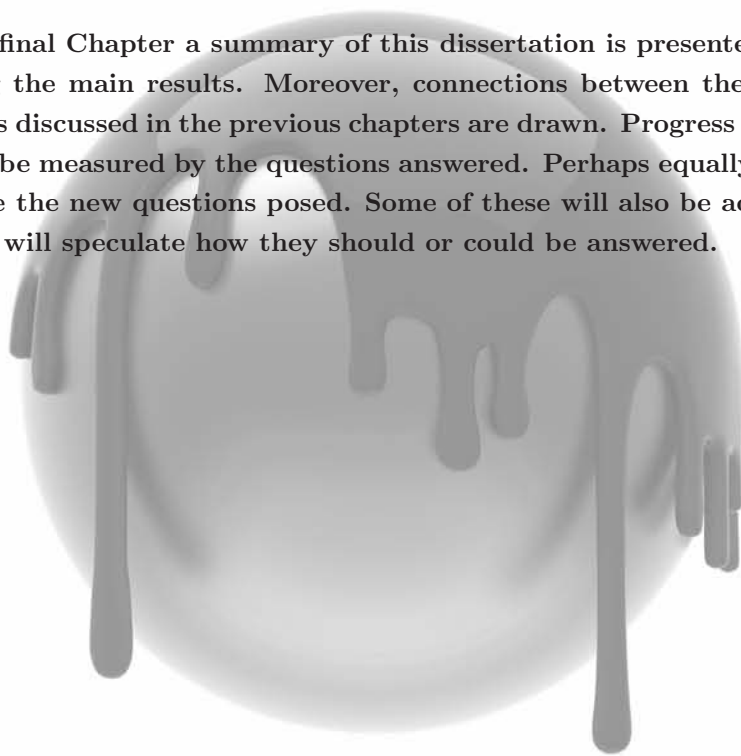 final Chapter a summary of this dissertation is presente
the main results. Moreover, connections between the
s discussed in the previous chapters are drawn. Progress
be measured by the questions answered. Perhaps equally
e the new questions posed. Some of these will also be a
will speculate how they should or could be answered.